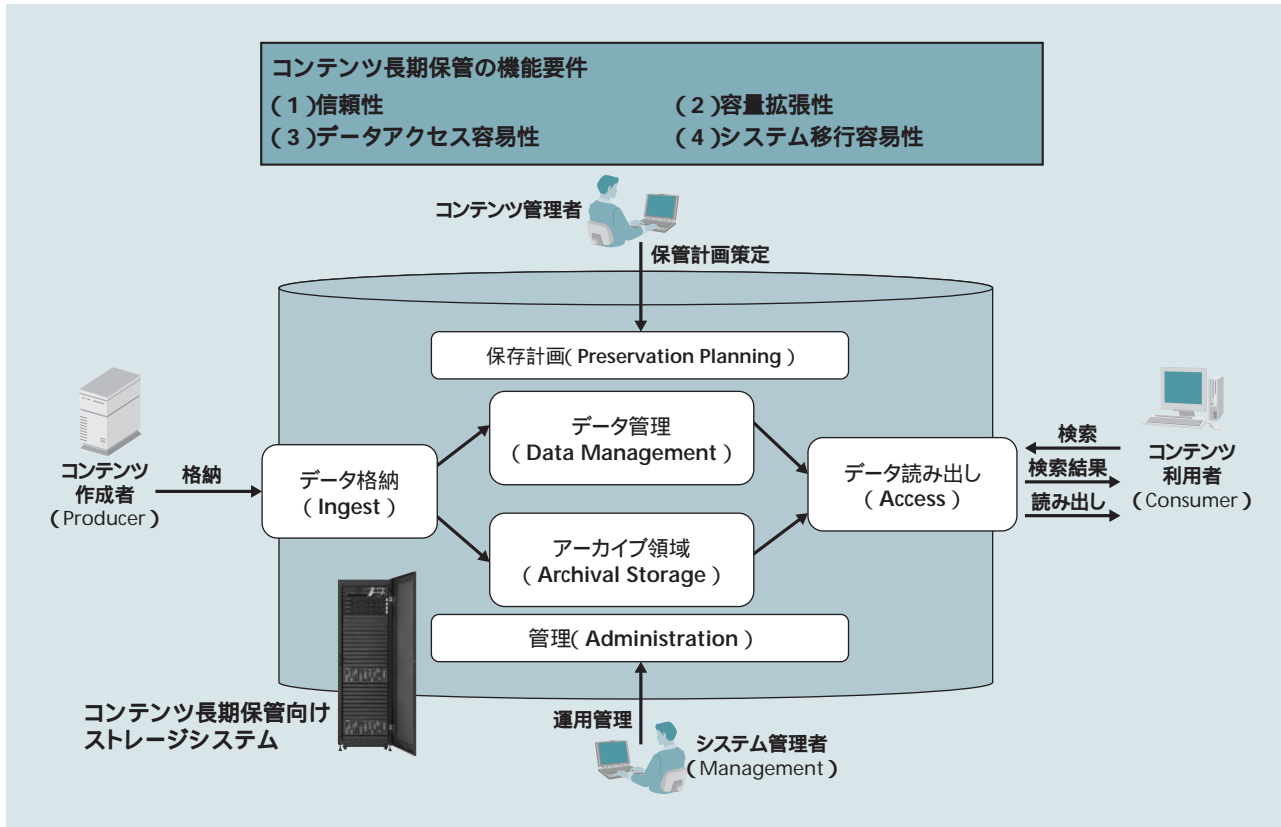 コンテンツ長期保管の機能要件
(1)信頼性 (2)容量拡張性
(3)データアクセス容易性 (4)システム移行容易性
コンテンツ管理者
保管計画策定
保存計画(Preservation Planning)
データ管理
(Data Management)
コンテンツ
作成者
(Producer)
格納
データ格納
(Ingest)
データ読み出し
(Access)
検索
検索結果
読み出し
コンテンツ
利用者
(Consumer)
アーカイブ領域
(Archival Storage)
管理(Administration)
コンテンツ長期保管向け
ストレージシステム
運用管理
システム管理者
(Management)